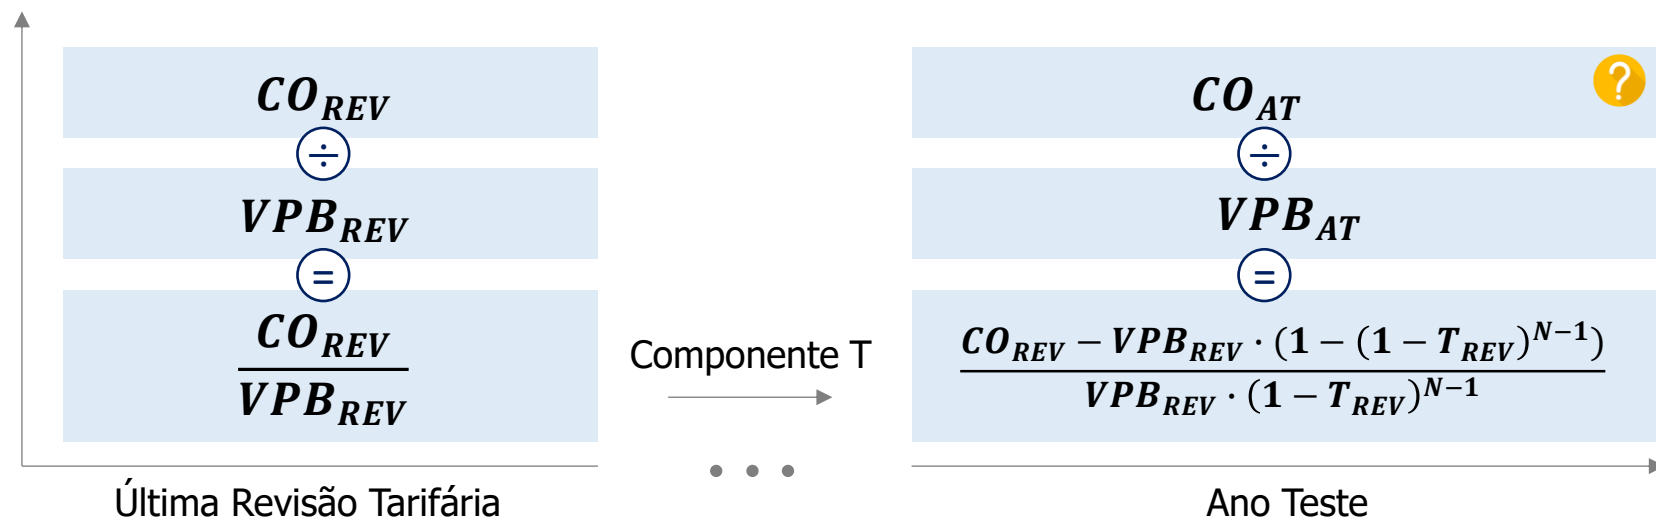 CO_REV
÷
VPB_REV
=
CO_REV
VPB_REV
Última Revisão Tarifária
Componente T
• • •
CO_AT
?
÷
VPB_AT
=
CO_REV − VPB_REV · (1 − (1 − T_REV)^{N−1})
VPB_REV · (1 − T_REV)^{N−1}
Ano Teste